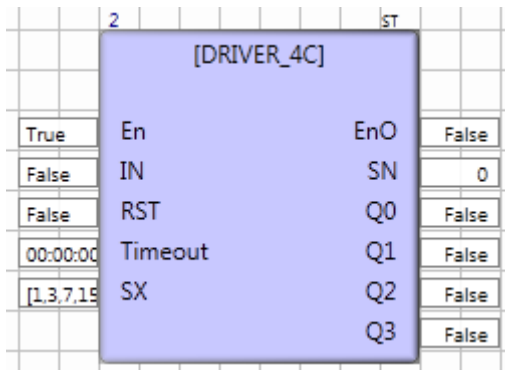 2 ST
[DRIVER_4C]
True En EnO False
False IN SN 0
False RST Q0 False
00:00:00 Timeout Q1 False
[1,3,7,15 SX Q2 False
Q3 False